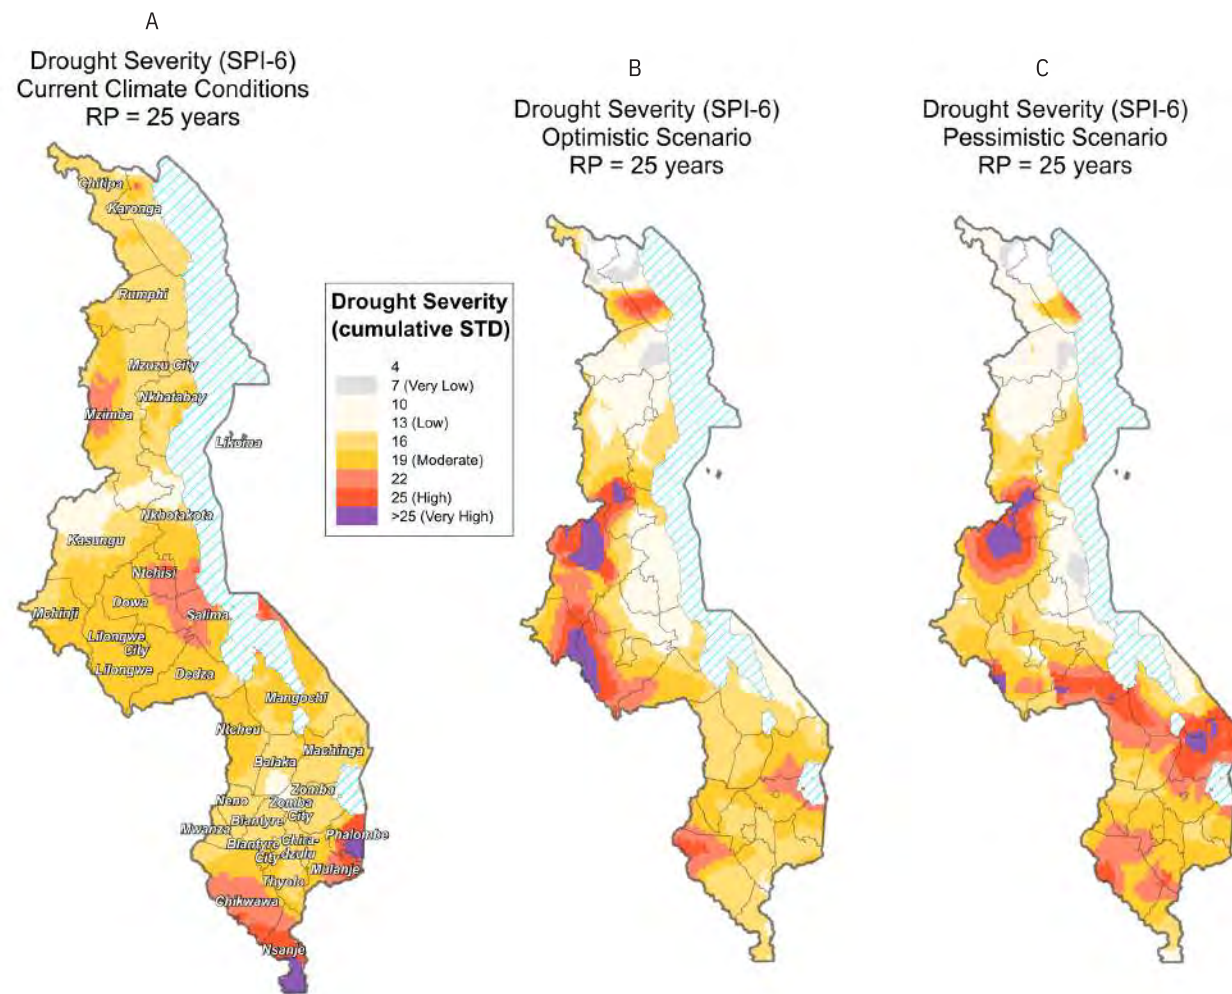 A
Drought Severity (SPI-6)
Current Climate Conditions
RP = 25 years
B
Drought Severity (SPI-6)
Optimistic Scenario
RP = 25 years
C
Drought Severity (SPI-6)
Pessimistic Scenario
RP = 25 years
Chitipa
Karonga
Rumphi
Mzuzu City
Nkhatabay
Mzimba
Likoma
Nkhotakota
Kasungu
Ntchisi
Dowa
Mchinji
Salima
Lilongwe
City
Lilongwe
Dedza
Mangochi
Ntcheu
Machinga
Balaka
Zomba
Neno
Zomba
City
Blantyre
Mwanza
Phalombe
Blantyre
City
Chira-
dzulu
Mulanje
Thyolo
Chikwawa
Nsanje
Drought Severity
(cumulative STD)
4
7 (Very Low)
10
13 (Low)
16
19 (Moderate)
22
25 (High)
>25 (Very High)